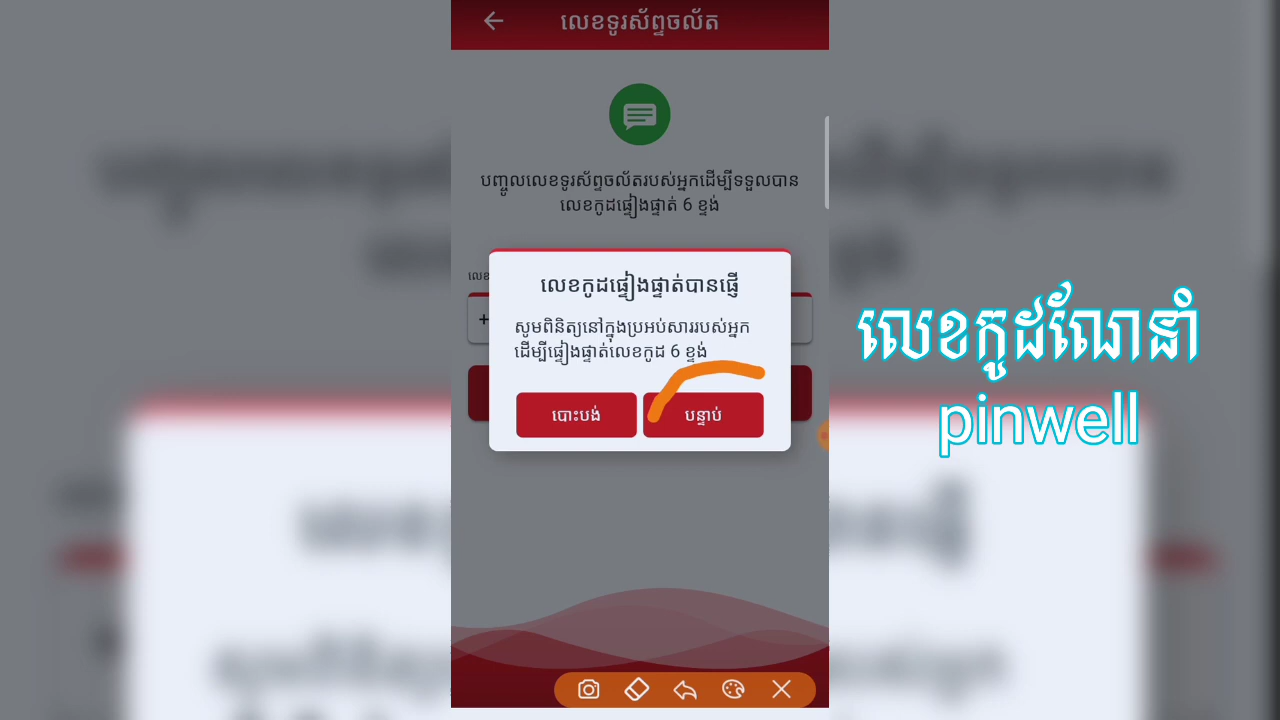 លេខទូរស័ព្ទចល័ត
បញ្ចូលលេខទូរស័ព្ទចល័តរបស់អ្នកដើម្បីទទួលបាន
លេខកូដផ្ទៀងផ្ទាត់ 6 ខ្ទង់
លេខ
+
លេខកូដផ្ទៀងផ្ទាត់បានផ្ញើ
សូមពិនិត្យនៅក្នុងប្រអប់សាររបស់អ្នក
ដើម្បីផ្ទៀងផ្ទាត់លេខកូដ 6 ខ្ទង់
បោះបង់ បន្ទាប់
លេខកូដណែនាំ
pinwell